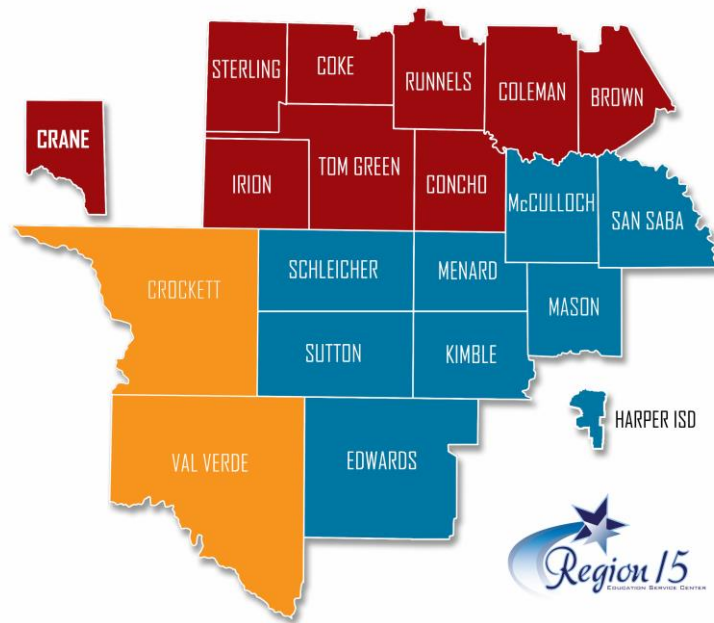 STERLING
COKE
RUNNELS
COLEMAN
BROWN
CRANE
IRION
TOM GREEN
CONCHO
McCULLOCH
SAN SABA
CROCKETT
SCHLEICHER
MENARD
MASON
SUTTON
KIMBLE
HARPER ISD
VAL VERDE
EDWARDS
Region 15
EDUCATION SERVICE CENTER